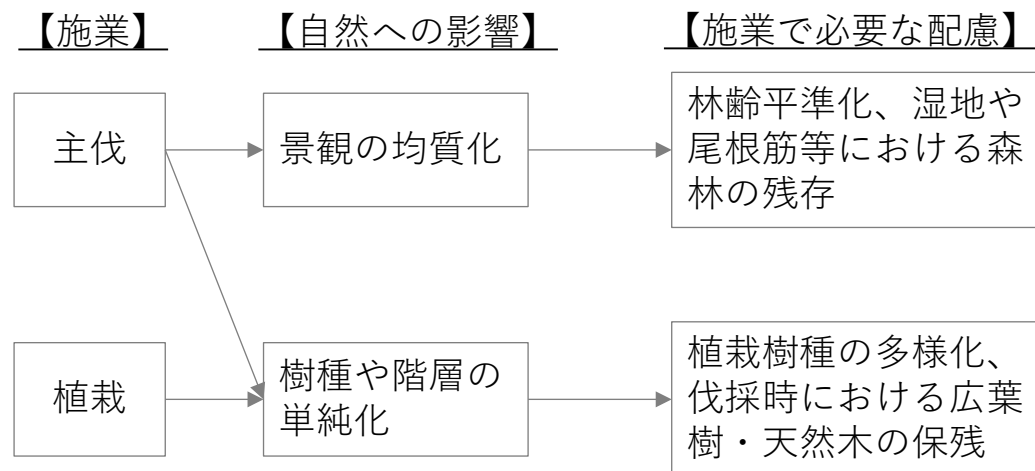 【施業】
【自然への影響】
【施業で必要な配慮】
主伐
景観の均質化
林齢平準化、湿地や
尾根筋等における森
林の残存
植栽
樹種や階層の
単純化
植栽樹種の多様化、
伐採時における広葉
樹・天然木の保残